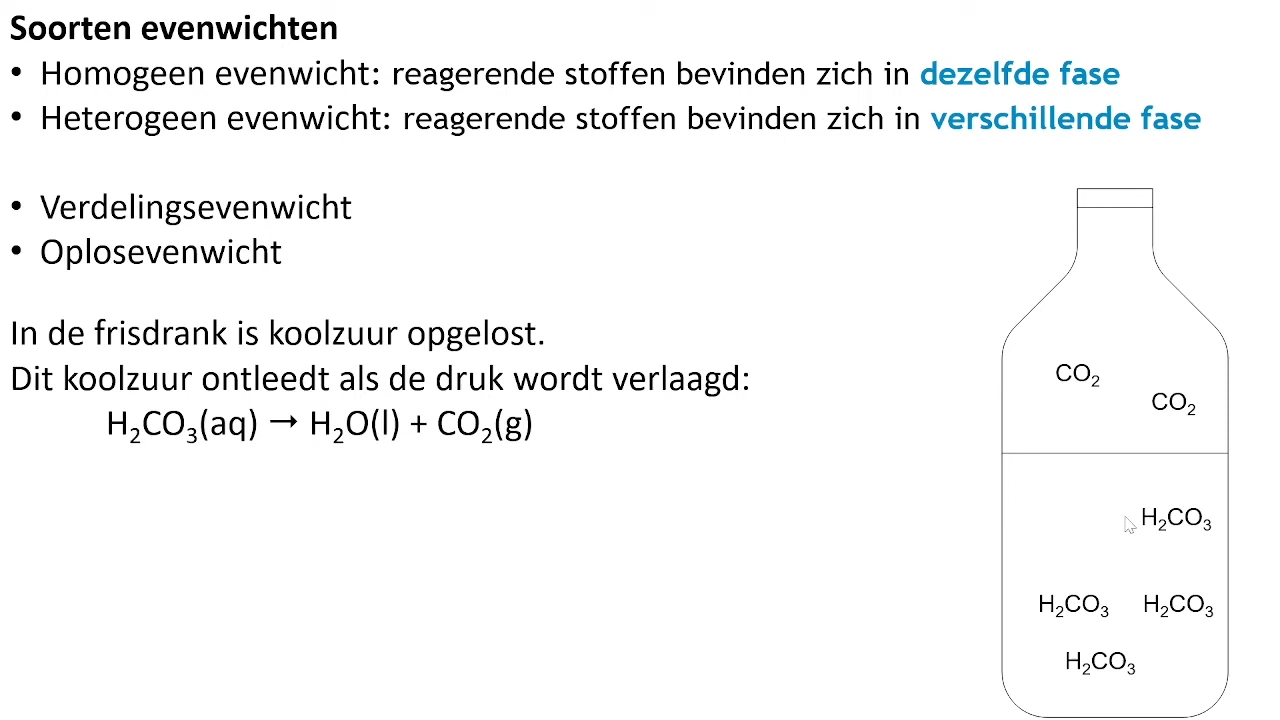 Soorten evenwichten
• Homogeen evenwicht: reagerende stoffen bevinden zich in dezelfde fase
• Heterogeen evenwicht: reagerende stoffen bevinden zich in verschillende fase
• Verdelingsevenwicht
• Oplosevenwicht
In de frisdrank is koolzuur opgelost.
Dit koolzuur ontleedt als de druk wordt verlaagd:
H₂CO₃(aq) → H₂O(l) + CO₂(g)
CO₂
CO₂
H₂CO₃
H₂CO₃ H₂CO₃
H₂CO₃